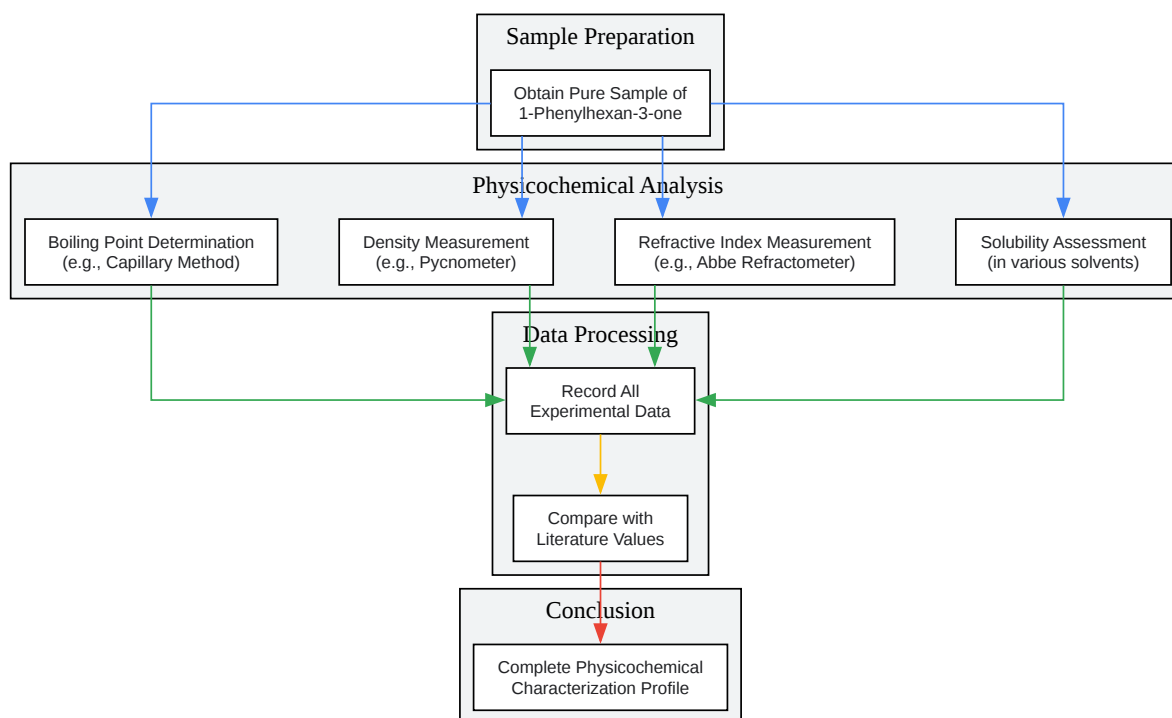 Sample Preparation
Obtain Pure Sample of
1-Phenylhexan-3-one
Physicochemical Analysis
Boiling Point Determination
(e.g., Capillary Method)
Density Measurement
(e.g., Pycnometer)
Refractive Index Measurement
(e.g., Abbe Refractometer)
Solubility Assessment
(in various solvents)
Data Processing
Record All
Experimental Data
Compare with
Literature Values
Conclusion
Complete Physicochemical
Characterization Profile